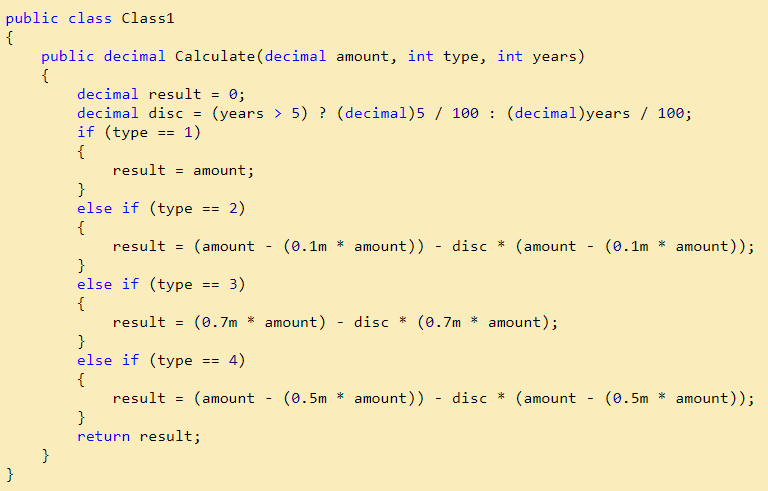 public class Class1
{
    public decimal Calculate(decimal amount, int type, int years)
    {
        decimal result = 0;
        decimal disc = (years > 5) ? (decimal)5 / 100 : (decimal)years / 100;
        if (type == 1)
        {
            result = amount;
        }
        else if (type == 2)
        {
            result = (amount - (0.1m * amount)) - disc * (amount - (0.1m * amount));
        }
        else if (type == 3)
        {
            result = (0.7m * amount) - disc * (0.7m * amount);
        }
        else if (type == 4)
        {
            result = (amount - (0.5m * amount)) - disc * (amount - (0.5m * amount));
        }
        return result;
    }
}